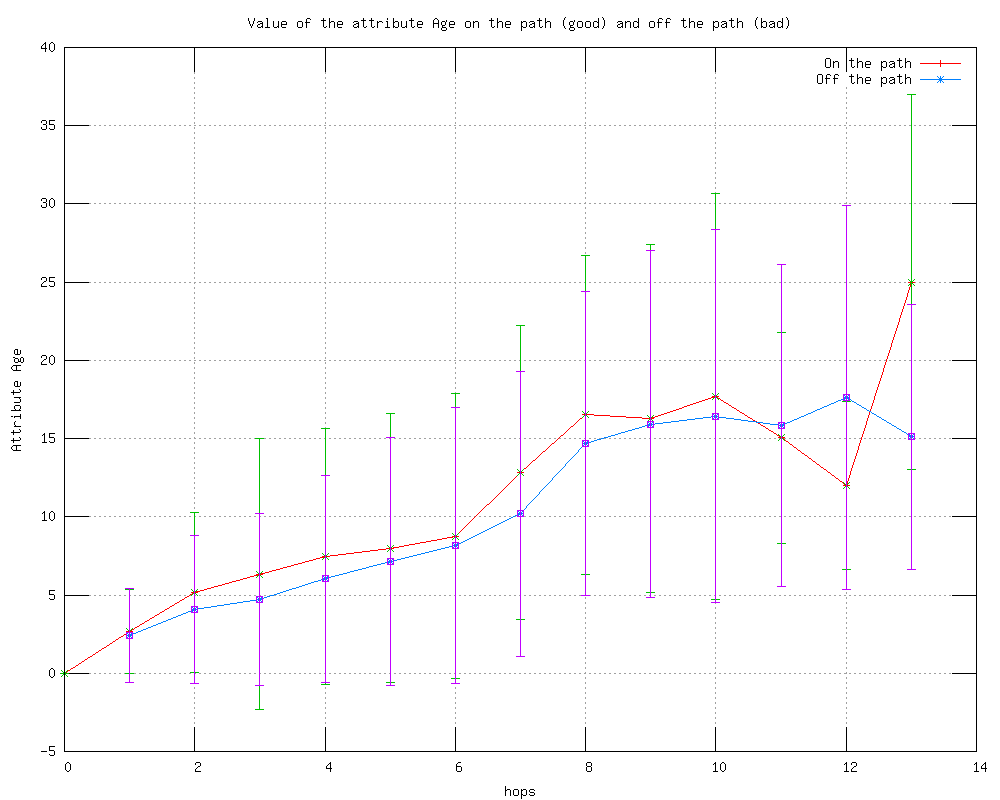 Value of the attribute Age on the path (good) and off the path (bad)
On the path
Off the path
40
35
30
25
20
15
10
5
0
-5
Attribute Age
0 2 4 6 8 10 12 14
hops